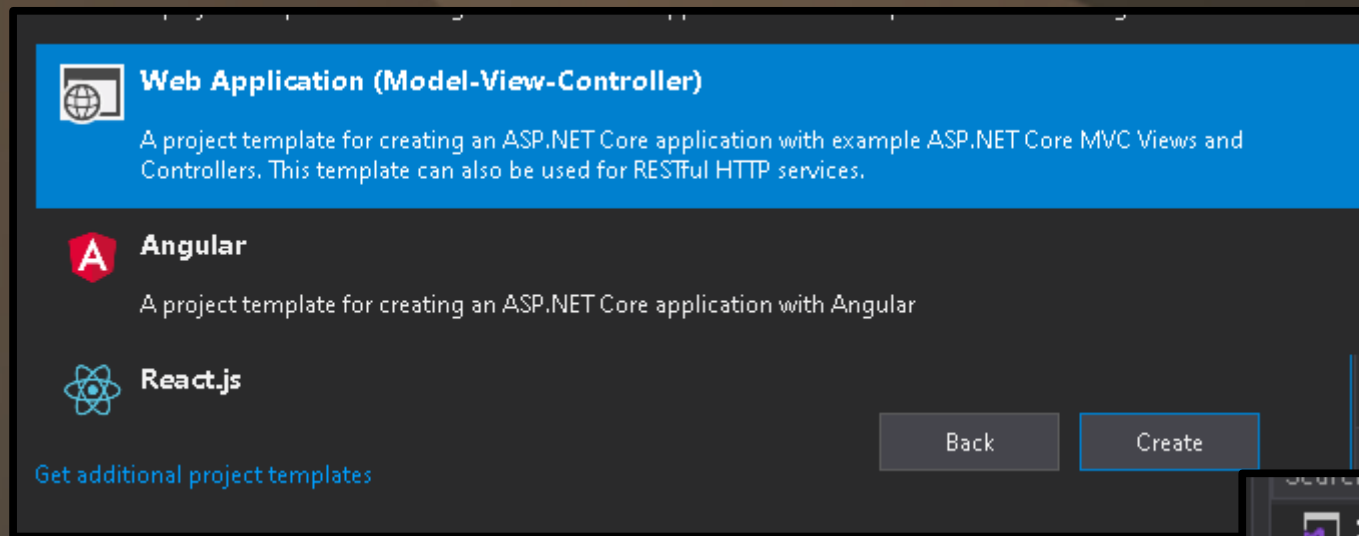 Web Application (Model-View-Controller)
A project template for creating an ASP.NET Core application with example ASP.NET Core MVC Views and
Controllers. This template can also be used for RESTful HTTP services.
Angular
A project template for creating an ASP.NET Core application with Angular
React.js
Back
Create
Get additional project templates